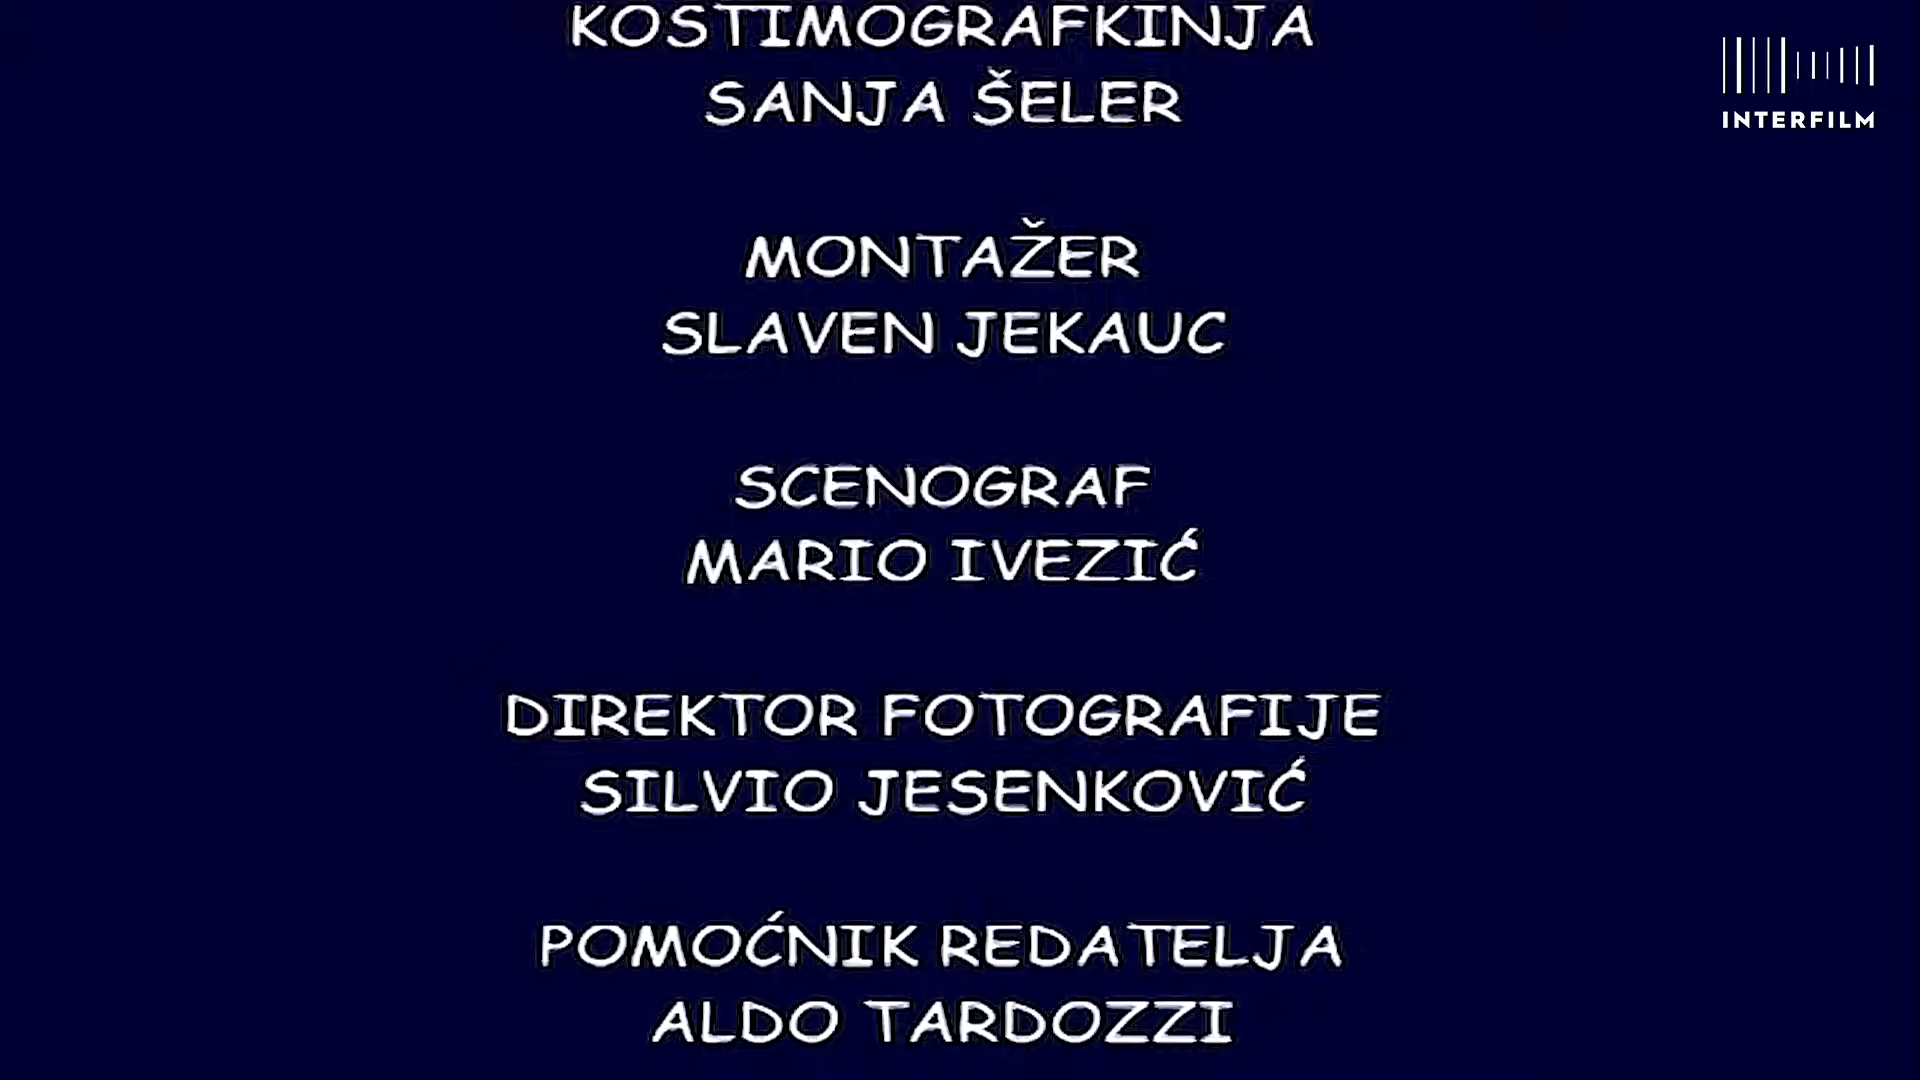 KOSTIMOGRAFKINJA
SANJA ŠELER
MONTAŽER
SLAVEN JEKAUC
SCENOGRAF
MARIO IVEZIĆ
DIREKTOR FOTOGRAFIJE
SILVIO JESENKOVIĆ
POMOĆNIK REDATELJA
ALDO TARDOZZI
INTERFILM